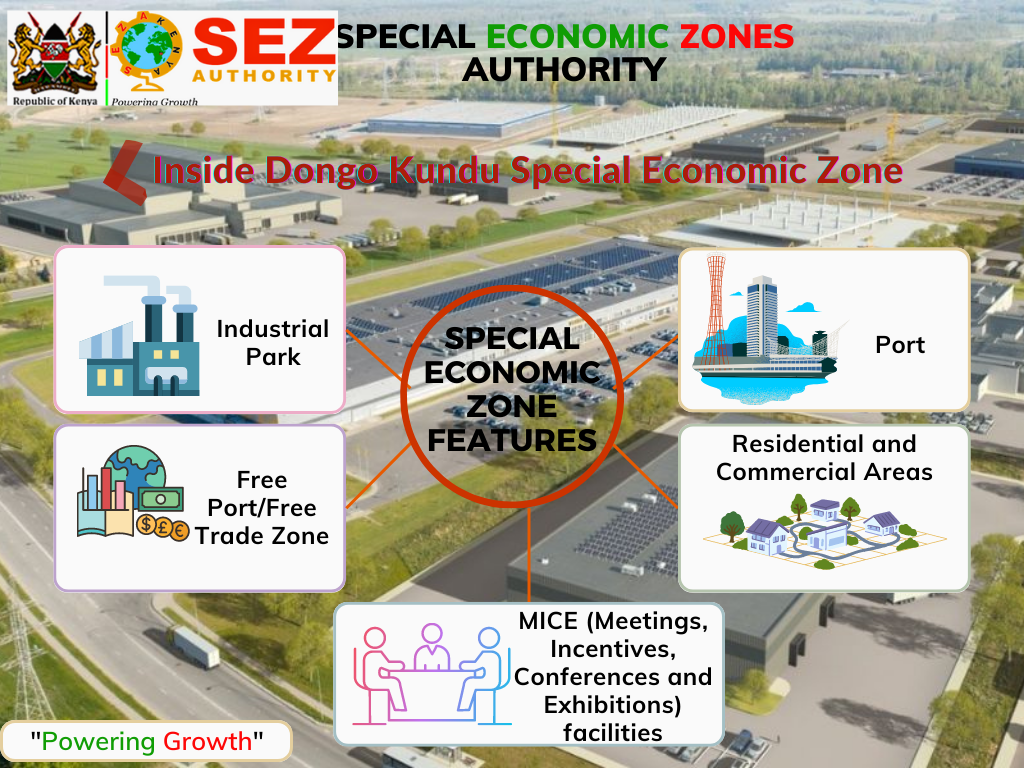 SEZ
AUTHORITY
Republic of Kenya
Powering Growth
SEZA KENYA
SPECIAL ECONOMIC ZONES
AUTHORITY
Inside Dongo Kundu Special Economic Zone
Industrial
Park
SPECIAL
ECONOMIC
ZONE
FEATURES
Port
Free
Port/Free
Trade Zone
Residential and
Commercial Areas
MICE (Meetings,
Incentives,
Conferences and
Exhibitions)
facilities
"Powering Growth"